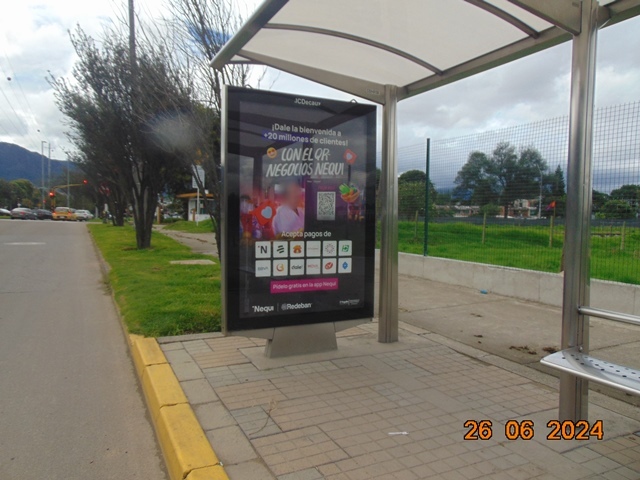 JCDecaux
¡Dale la bienvenida a
+20 millones de clientes!
CON EL QR
NEGOCIOS NEQUI
Acepta pagos de
Pídelo gratis en la app Nequi
Nequi Redeban
26 06 2024